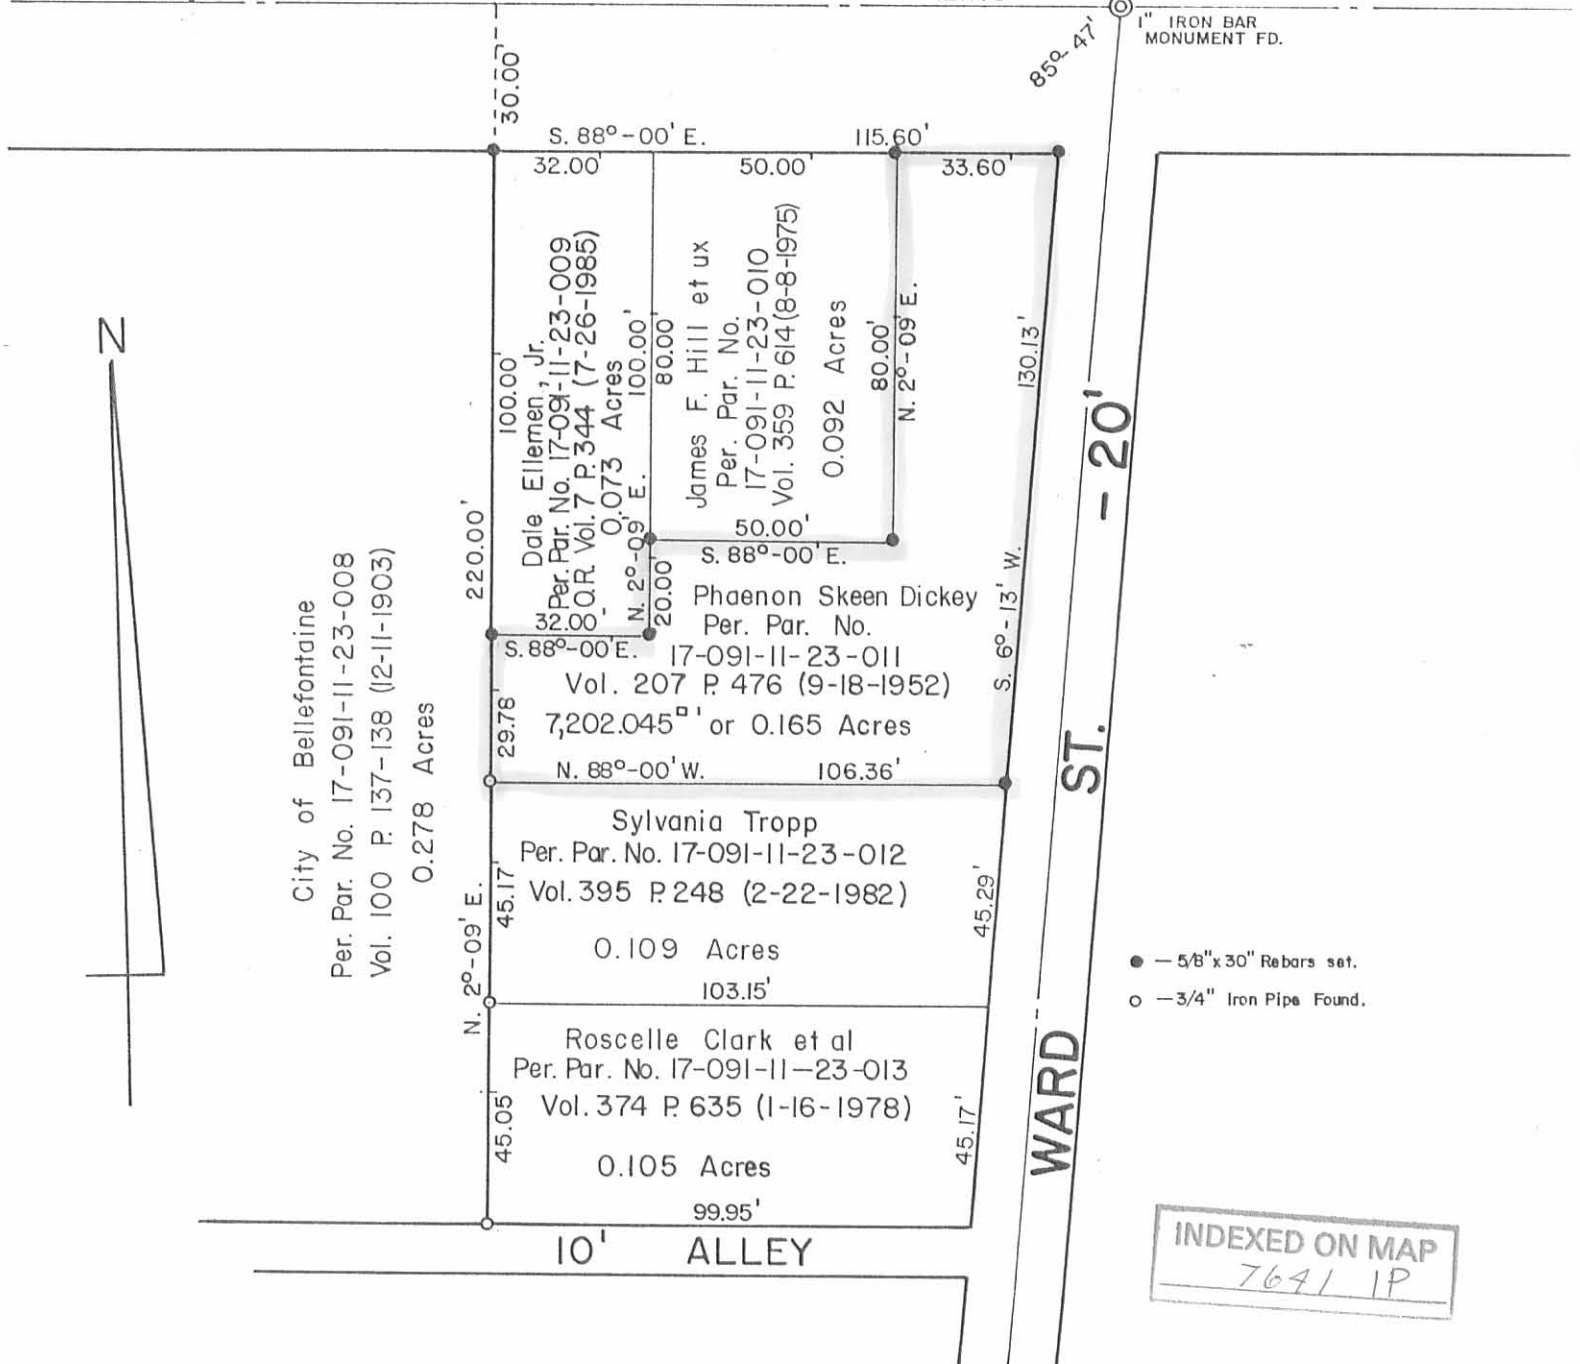 1" IRON BAR
MONUMENT FD.
85°-47'
30.00
S. 88°-00' E.
115.60'
32.00'
50.00'
33.60'
N
100.00'
220.00'
Dale Ellemen, Jr.
Per. Par. No. 17-091-11-23-009
O.R. Vol. 7 P. 344 (7-26-1985)
0.073 Acres
N. 2°-09' E.
100.00'
80.00'
20.00
James F. Hill et ux
Per. Par. No.
17-091-11-23-010
Vol. 359 P. 614 (8-8-1975)
0.092 Acres
80.00'
N. 2°-09' E.
130.13'
S. 6°-13' W.
50.00'
S. 88°-00' E.
32.00'
S. 88°-00' E.
Phaenon Skeen Dickey
Per. Par. No.
17-091-11-23-011
Vol. 207 P. 476 (9-18-1952)
7,202.045□' or 0.165 Acres
29.78'
N. 88°-00' W.
106.36'
City of Bellefontaine
Per. Par. No. 17-091-11-23-008
Vol. 100 P. 137-138 (12-11-1903)
0.278 Acres
Sylvania Tropp
Per. Par. No. 17-091-11-23-012
Vol. 395 P. 248 (2-22-1982)
0.109 Acres
45.17
45.29'
N. 2°-09' E.
103.15'
Roscelle Clark et al
Per. Par. No. 17-091-11-23-013
Vol. 374 P. 635 (1-16-1978)
0.105 Acres
45.05
45.17'
99.95'
10' ALLEY
WARD ST. - 20'
● - 5/8" x 30" Rebars set.
○ - 3/4" Iron Pipe Found.
INDEXED ON MAP
7641 1P